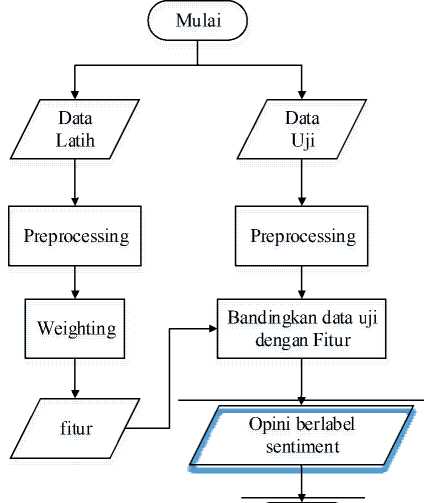 Mulai
Data
Latih
Data
Uji
Preprocessing
Preprocessing
Weighting
Bandingkan data uji
dengan Fitur
fitur
Opini berlabel
sentiment